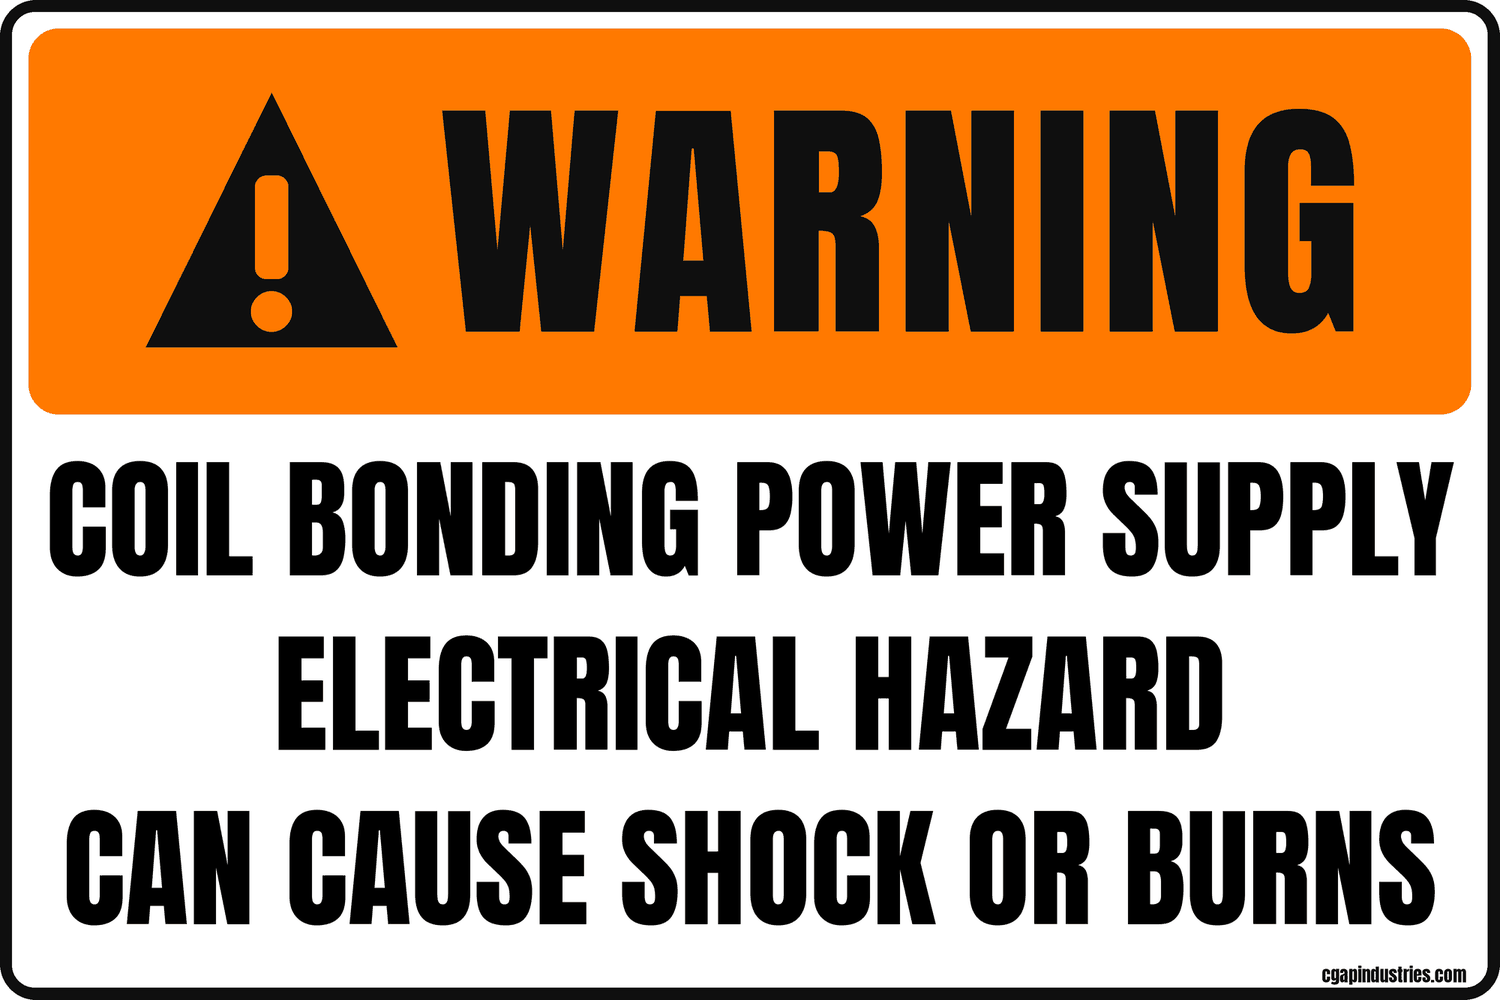 WARNING
COIL BONDING POWER SUPPLY
ELECTRICAL HAZARD
CAN CAUSE SHOCK OR BURNS
cgapindustries.com